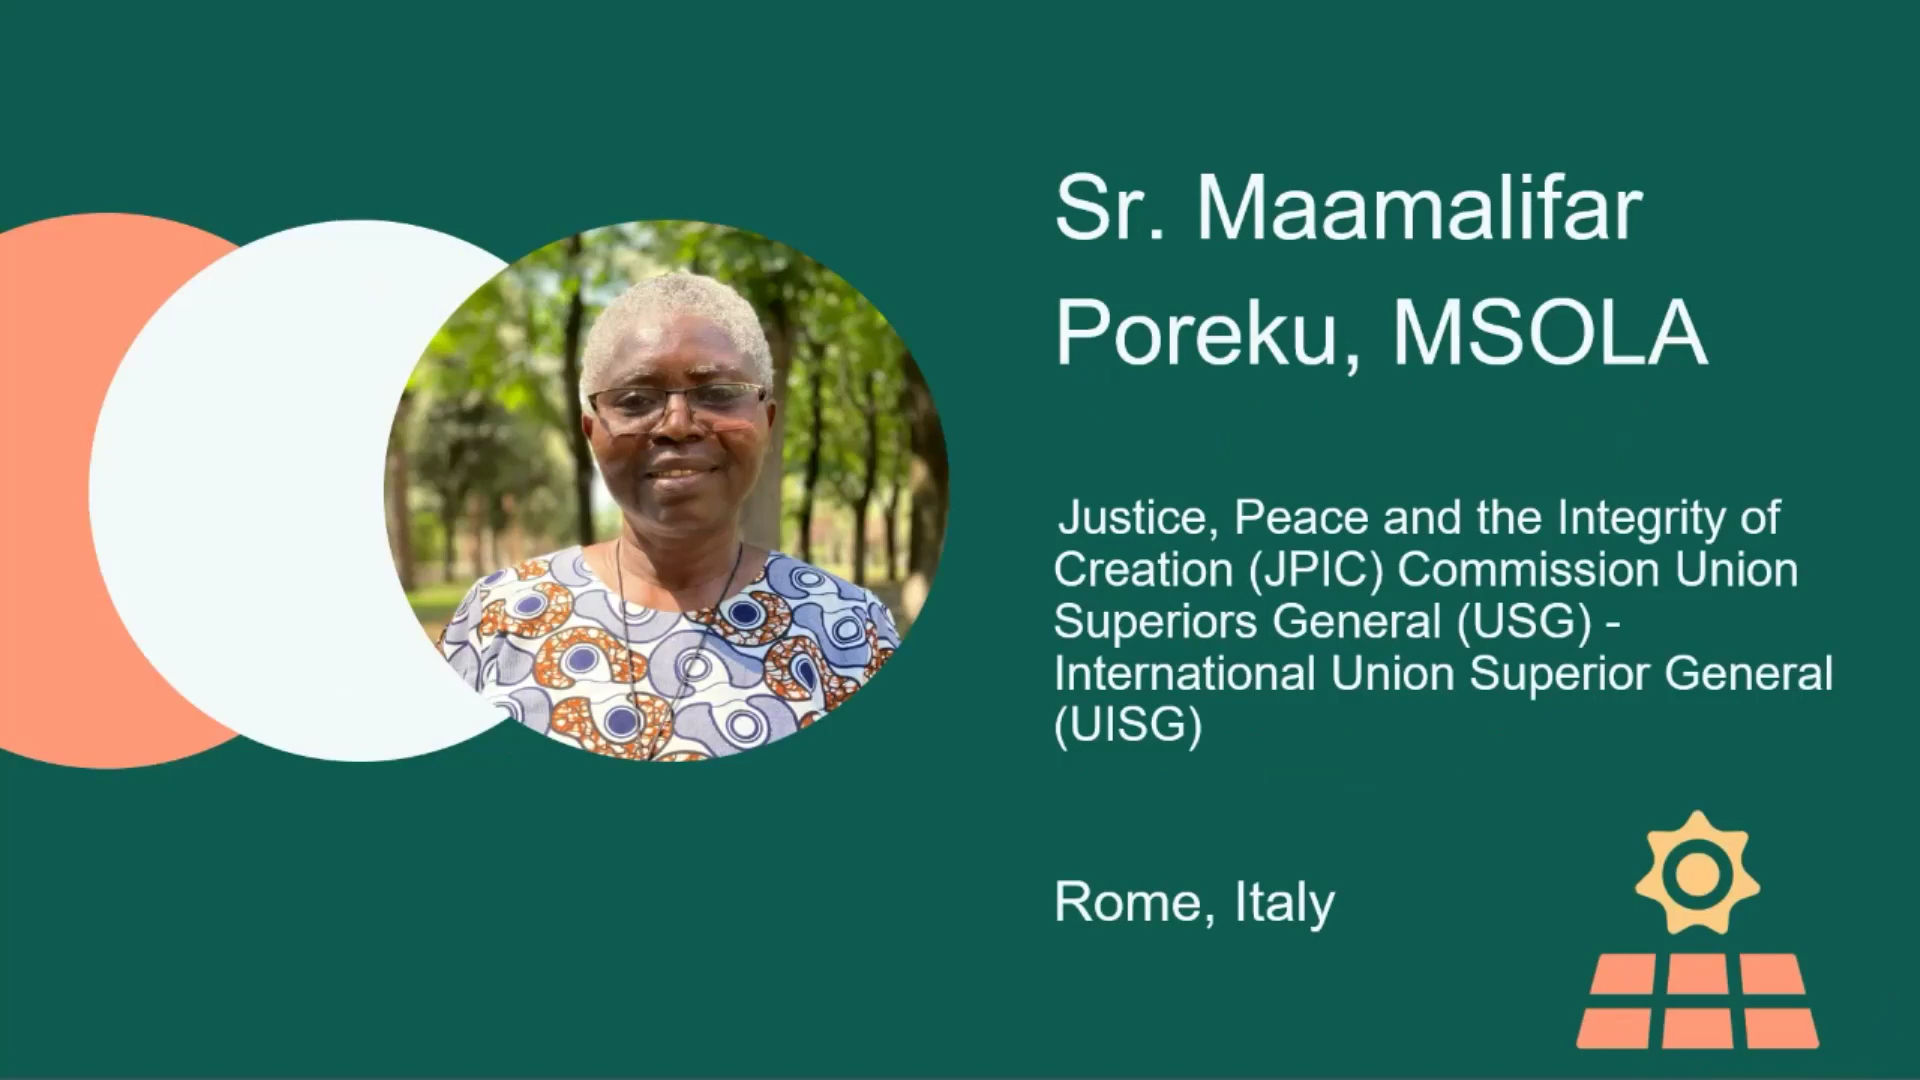 Sr. Maamalifar
Poreku, MSOLA
Justice, Peace and the Integrity of
Creation (JPIC) Commission Union
Superiors General (USG) -
International Union Superior General
(UISG)
Rome, Italy